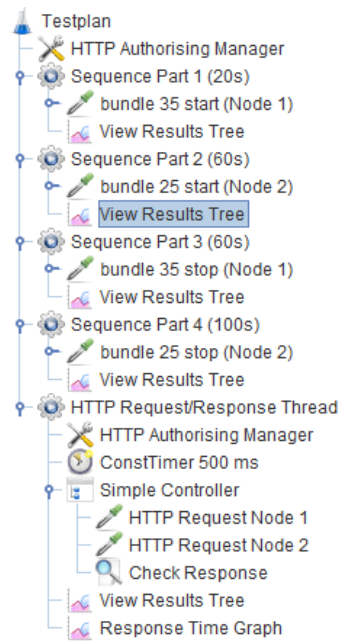 Testplan
HTTP Authorising Manager
Sequence Part 1 (20s)
bundle 35 start (Node 1)
View Results Tree
Sequence Part 2 (60s)
bundle 25 start (Node 2)
View Results Tree
Sequence Part 3 (60s)
bundle 35 stop (Node 1)
View Results Tree
Sequence Part 4 (100s)
bundle 25 stop (Node 2)
View Results Tree
HTTP Request/Response Thread
HTTP Authorising Manager
ConstTimer 500 ms
Simple Controller
HTTP Request Node 1
HTTP Request Node 2
Check Response
View Results Tree
Response Time Graph